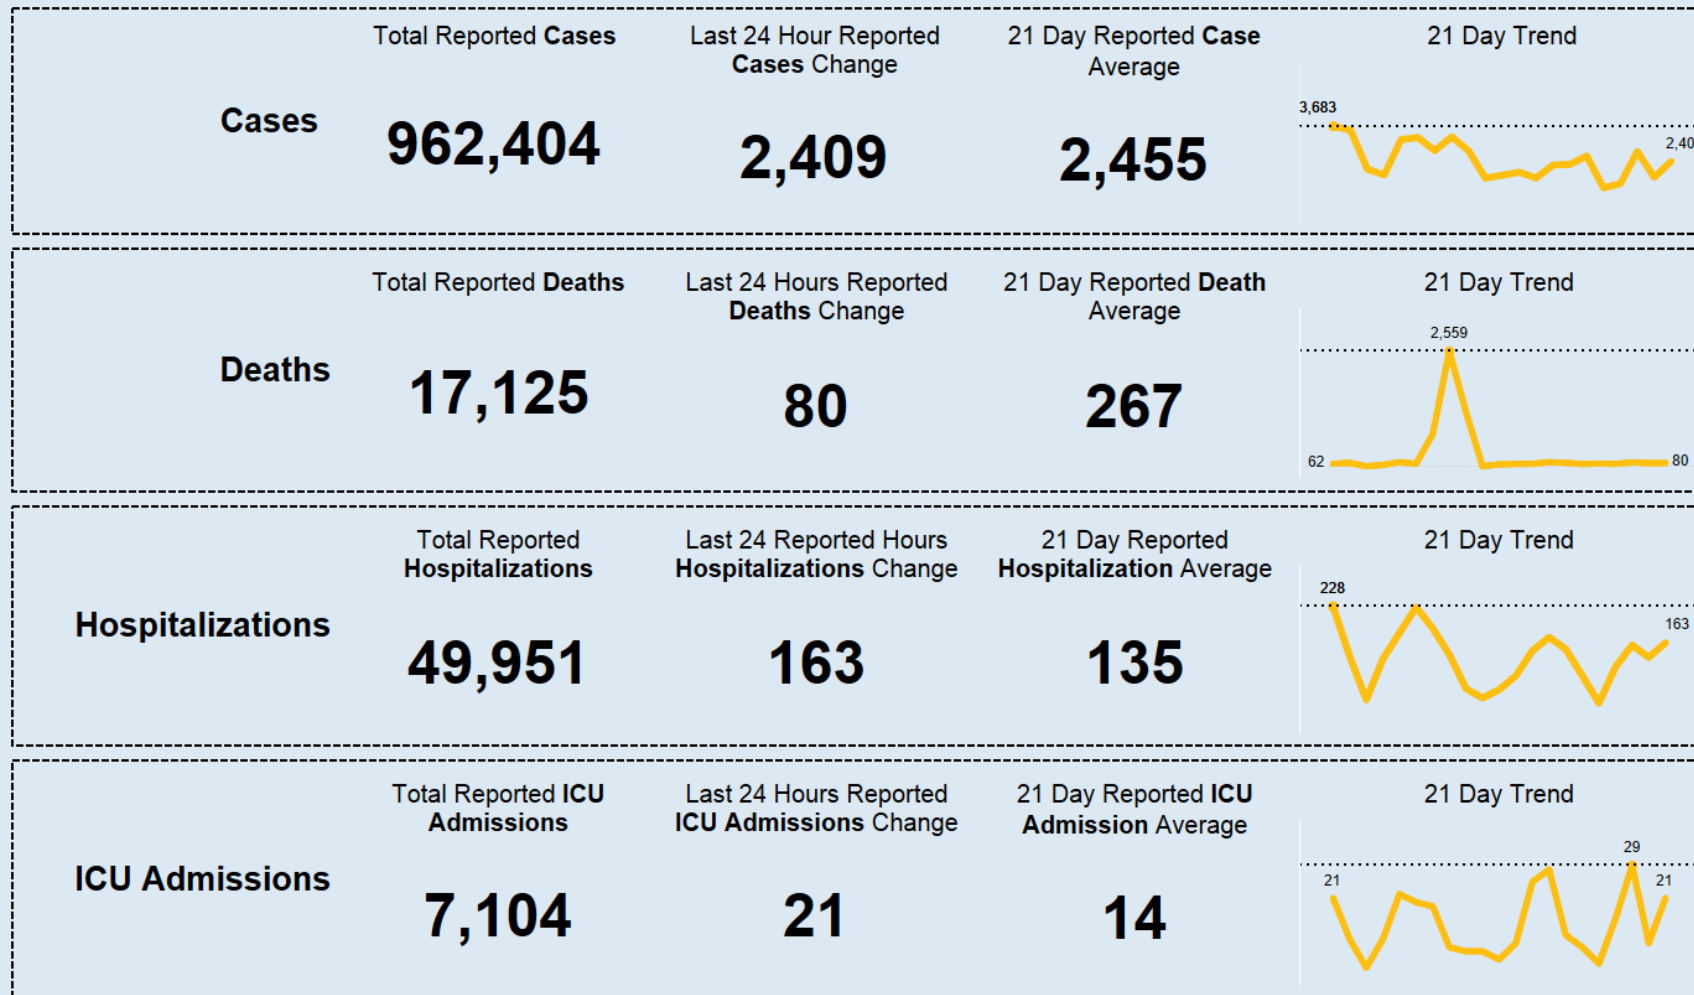 Total Reported Cases
Last 24 Hour Reported
Cases Change
21 Day Reported Case
Average
21 Day Trend
Cases
962,404
2,409
2,455
3,683
2,40
Total Reported Deaths
Last 24 Hours Reported
Deaths Change
21 Day Reported Death
Average
21 Day Trend
Deaths
17,125
80
267
2,559
62
80
Total Reported
Hospitalizations
Last 24 Reported Hours
Hospitalizations Change
21 Day Reported
Hospitalization Average
21 Day Trend
Hospitalizations
49,951
163
135
228
163
Total Reported ICU
Admissions
Last 24 Hours Reported
ICU Admissions Change
21 Day Reported ICU
Admission Average
21 Day Trend
ICU Admissions
7,104
21
14
21
29
21